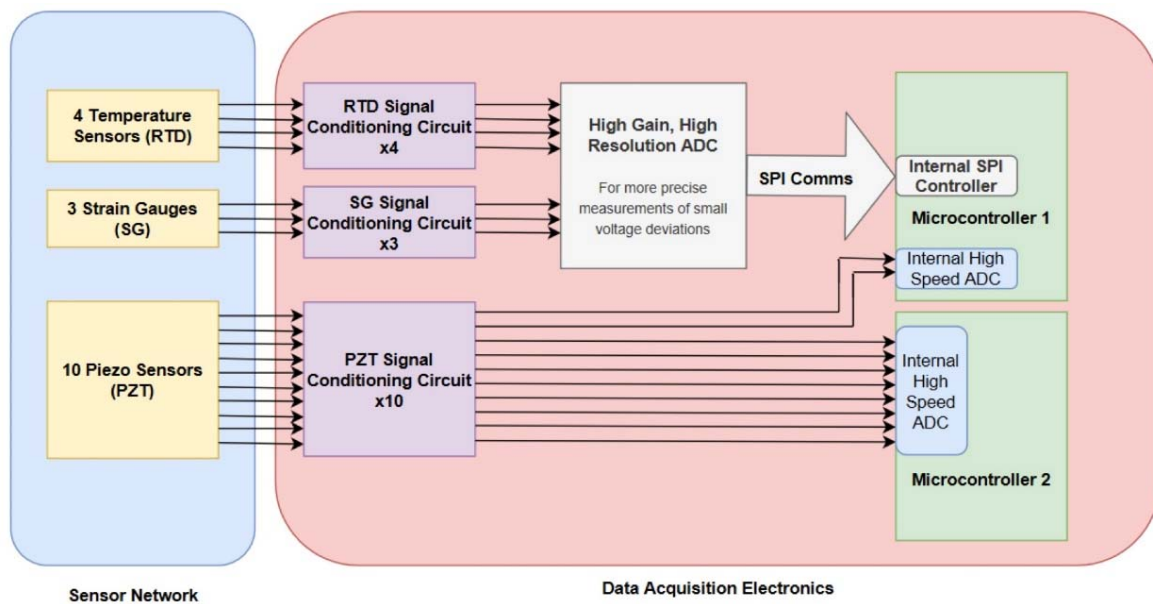 4 Temperature
Sensors (RTD)
RTD Signal
Conditioning Circuit
x4
High Gain, High
Resolution ADC
For more precise
measurements of small
voltage deviations
SPI Comms
Internal SPI
Controller
Microcontroller 1
3 Strain Gauges
(SG)
SG Signal
Conditioning Circuit
x3
Internal High
Speed ADC
10 Piezo Sensors
(PZT)
PZT Signal
Conditioning Circuit
x10
Internal
High
Speed
ADC
Microcontroller 2
Sensor Network
Data Acquisition Electronics